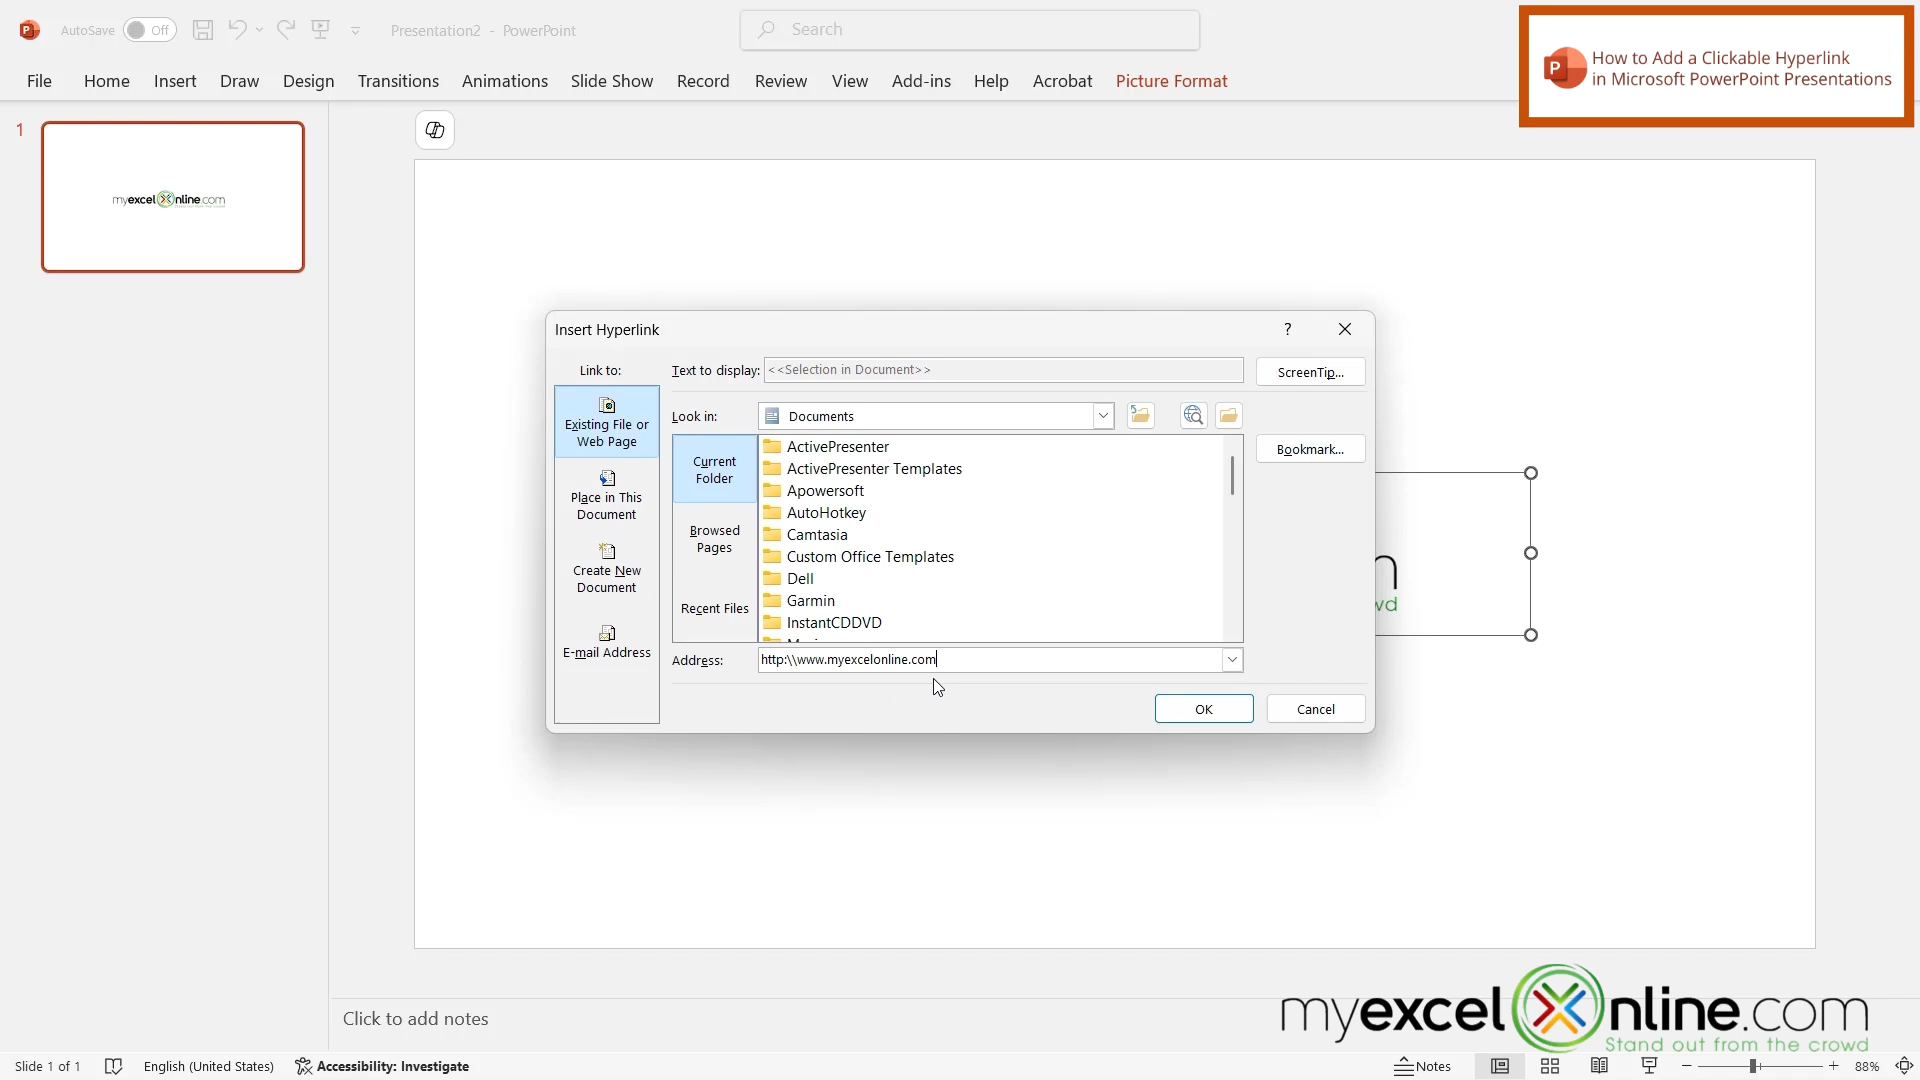 AutoSave Off Presentation2 - PowerPoint Search
How to Add a Clickable Hyperlink
in Microsoft PowerPoint Presentations
File Home Insert Draw Design Transitions Animations Slide Show Record Review View Add-ins Help Acrobat Picture Format
1
myexcelonline.com
Insert Hyperlink ?
Link to:
Text to display: <<Selection in Document>> ScreenTip...
Existing File or
Web Page
Look in: Documents
Bookmark...
Place in This
Document
Create New
Document
E-mail Address
Current
Folder
Browsed
Pages
Recent Files
ActivePresenter
ActivePresenter Templates
Apowersoft
AutoHotkey
Camtasia
Custom Office Templates
Dell
Garmin
InstantCDDVD
Address: http:\\www.myexcelonline.com
OK Cancel
n
wd
Click to add notes
myexcelonline.com
Stand out from the crowd
Slide 1 of 1 English (United States) Accessibility: Investigate Notes 88%